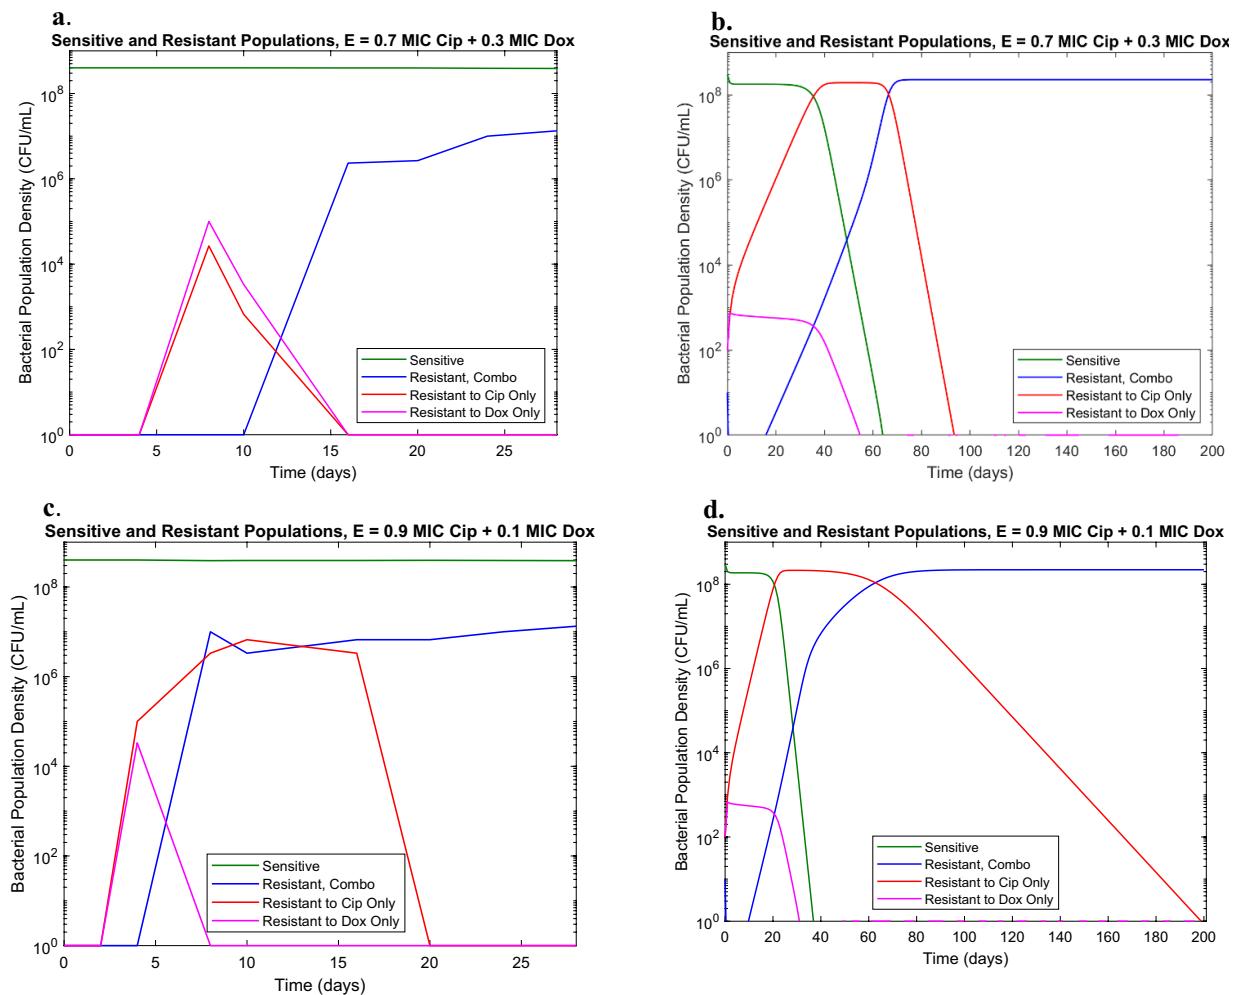 a.
Sensitive and Resistant Populations, E = 0.7 MIC Cip + 0.3 MIC Dox
Bacterial Population Density (CFU/mL)
10^8
10^6
10^4
10^2
10^0
0 5 10 15 20 25
Time (days)
Sensitive
Resistant, Combo
Resistant to Cip Only
Resistant to Dox Only
b.
Sensitive and Resistant Populations, E = 0.7 MIC Cip + 0.3 MIC Dox
Bacterial Population Density (CFU/mL)
10^8
10^6
10^4
10^2
10^0
0 20 40 60 80 100 120 140 160 180 200
Time (days)
Sensitive
Resistant, Combo
Resistant to Cip Only
Resistant to Dox Only
c.
Sensitive and Resistant Populations, E = 0.9 MIC Cip + 0.1 MIC Dox
Bacterial Population Density (CFU/mL)
10^8
10^6
10^4
10^2
10^0
0 5 10 15 20 25
Time (days)
Sensitive
Resistant, Combo
Resistant to Cip Only
Resistant to Dox Only
d.
Sensitive and Resistant Populations, E = 0.9 MIC Cip + 0.1 MIC Dox
Bacterial Population Density (CFU/mL)
10^8
10^6
10^4
10^2
10^0
0 20 40 60 80 100 120 140 160 180 200
Time (days)
Sensitive
Resistant, Combo
Resistant to Cip Only
Resistant to Dox Only